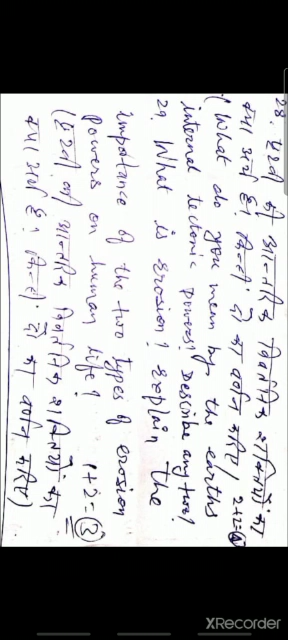 28. पृथ्वी की आन्तरिक विवर्तनिक शक्तियों का
क्या अर्थ है? किन्हीं दो का वर्णन करिए 2+2=4
(What do you mean by the earths
internal tectonic powers? Describe any two?
29. What is erosion? Explain the
importance of the two types of erosion
powers on human life? 1+2=3
(पृथ्वी की आन्तरिक विवर्तनिक शक्तियों का
क्या अर्थ है? किन्हीं दो का वर्णन करिए)
XRecorder